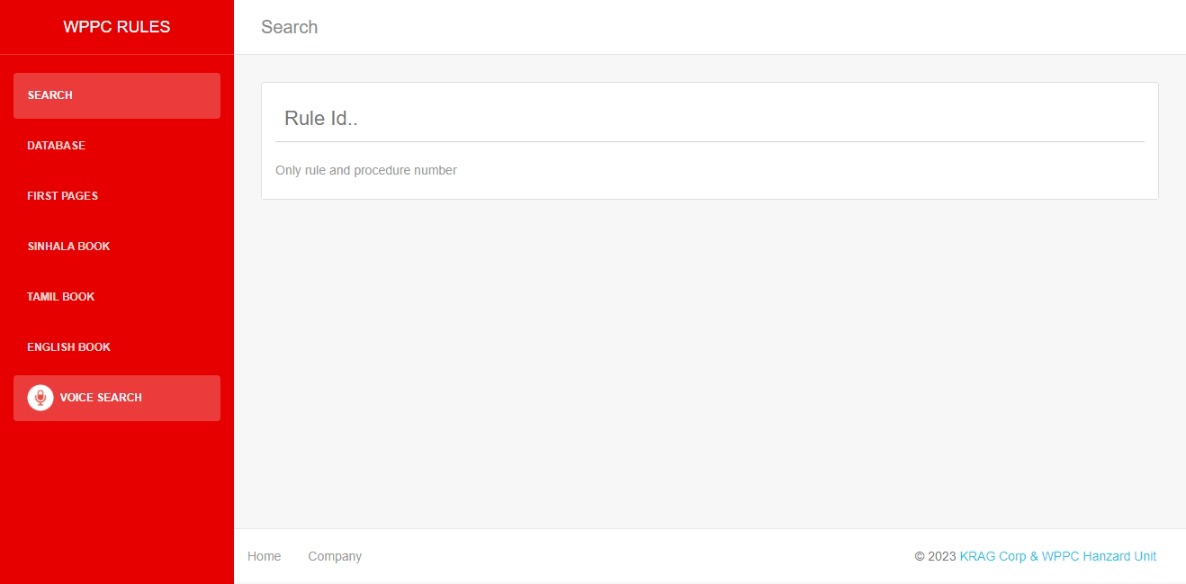 WPPC RULES
Search
SEARCH
DATABASE
FIRST PAGES
SINHALA BOOK
TAMIL BOOK
ENGLISH BOOK
VOICE SEARCH
Rule Id..
Only rule and procedure number
Home Company © 2023 KRAG Corp & WPPC Hanzard Unit